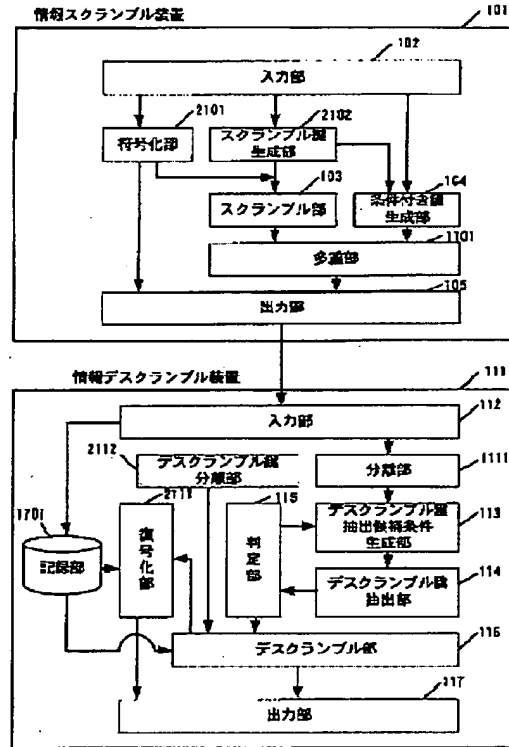 情報スクランブル装置
101
102
入力部
2101
2102
符号化部
スクランブル鍵
生成部
103
104
スクランブル部
条件付き鍵
生成部
1101
多重部
105
出力部
情報デスクランブル装置
111
112
入力部
2112
デスクランブル鍵
分離部
1111
分離部
1701
2111
115
113
記録部
復号化部
判定部
デスクランブル鍵
抽出候補条件
生成部
114
デスクランブル鍵
抽出部
116
デスクランブル部
117
出力部